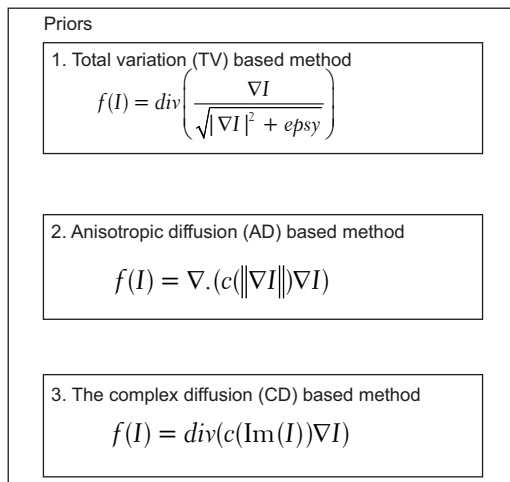 Priors
1. Total variation (TV) based method
f(I) = div(∇I / √(|∇I|² + epsy))
2. Anisotropic diffusion (AD) based method
f(I) = ∇.(c(‖∇I‖)∇I)
3. The complex diffusion (CD) based method
f(I) = div(c(Im(I))∇I)